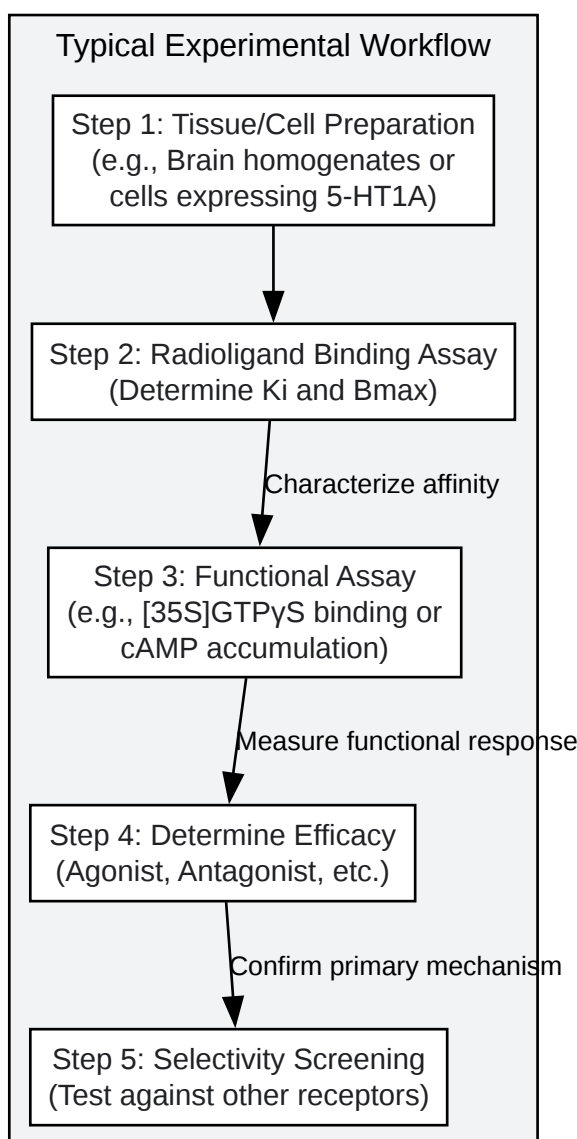 Typical Experimental Workflow
Step 1: Tissue/Cell Preparation
(e.g., Brain homogenates or
cells expressing 5-HT1A)
Step 2: Radioligand Binding Assay
(Determine Ki and Bmax)
Characterize affinity
Step 3: Functional Assay
(e.g., [35S]GTPγS binding or
cAMP accumulation)
Measure functional response
Step 4: Determine Efficacy
(Agonist, Antagonist, etc.)
Confirm primary mechanism
Step 5: Selectivity Screening
(Test against other receptors)